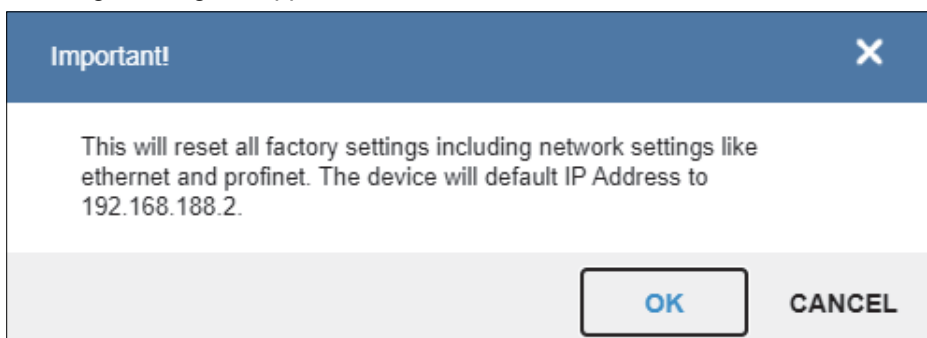 Important!
This will reset all factory settings including network settings like
ethernet and profinet. The device will default IP Address to
192.168.188.2.
OK CANCEL